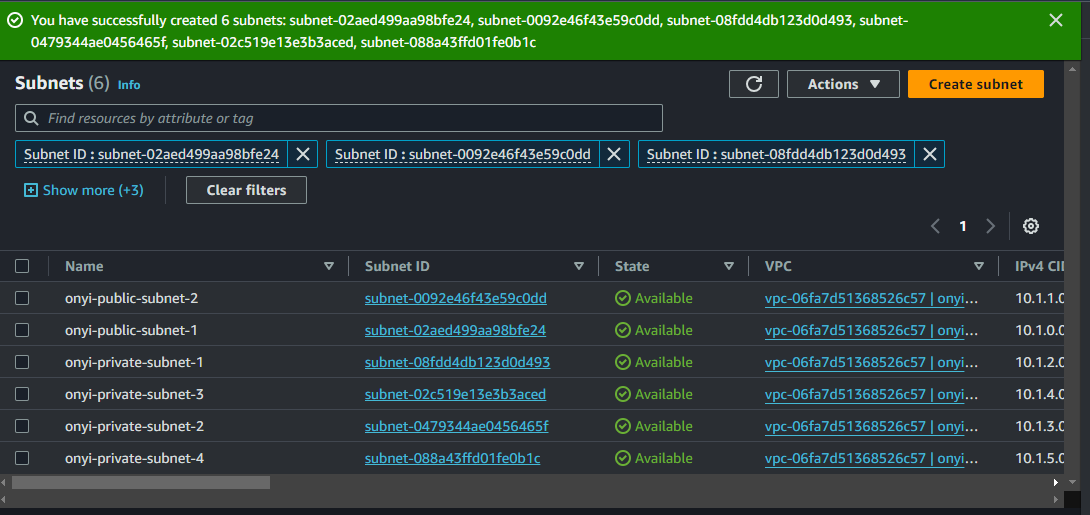 You have successfully created 6 subnets: subnet-02aed499aa98bfe24, subnet-0092e46f43e59c0dd, subnet-08fdd4db123d0d493, subnet-
0479344ae0456465f, subnet-02c519e13e3b3aced, subnet-088a43ffd01fe0b1c
Subnets (6) Info Actions Create subnet
Find resources by attribute or tag
Subnet ID : subnet-02aed499aa98bfe24 Subnet ID : subnet-0092e46f43e59c0dd Subnet ID : subnet-08fdd4db123d0d493
Show more (+3) Clear filters
1
Name Subnet ID State VPC IPv4 CI
onyi-public-subnet-2 subnet-0092e46f43e59c0dd Available vpc-06fa7d51368526c57 | onyi… 10.1.1.0
onyi-public-subnet-1 subnet-02aed499aa98bfe24 Available vpc-06fa7d51368526c57 | onyi… 10.1.0.0
onyi-private-subnet-1 subnet-08fdd4db123d0d493 Available vpc-06fa7d51368526c57 | onyi… 10.1.2.0
onyi-private-subnet-3 subnet-02c519e13e3b3aced Available vpc-06fa7d51368526c57 | onyi… 10.1.4.0
onyi-private-subnet-2 subnet-0479344ae0456465f Available vpc-06fa7d51368526c57 | onyi… 10.1.3.0
onyi-private-subnet-4 subnet-088a43ffd01fe0b1c Available vpc-06fa7d51368526c57 | onyi… 10.1.5.0